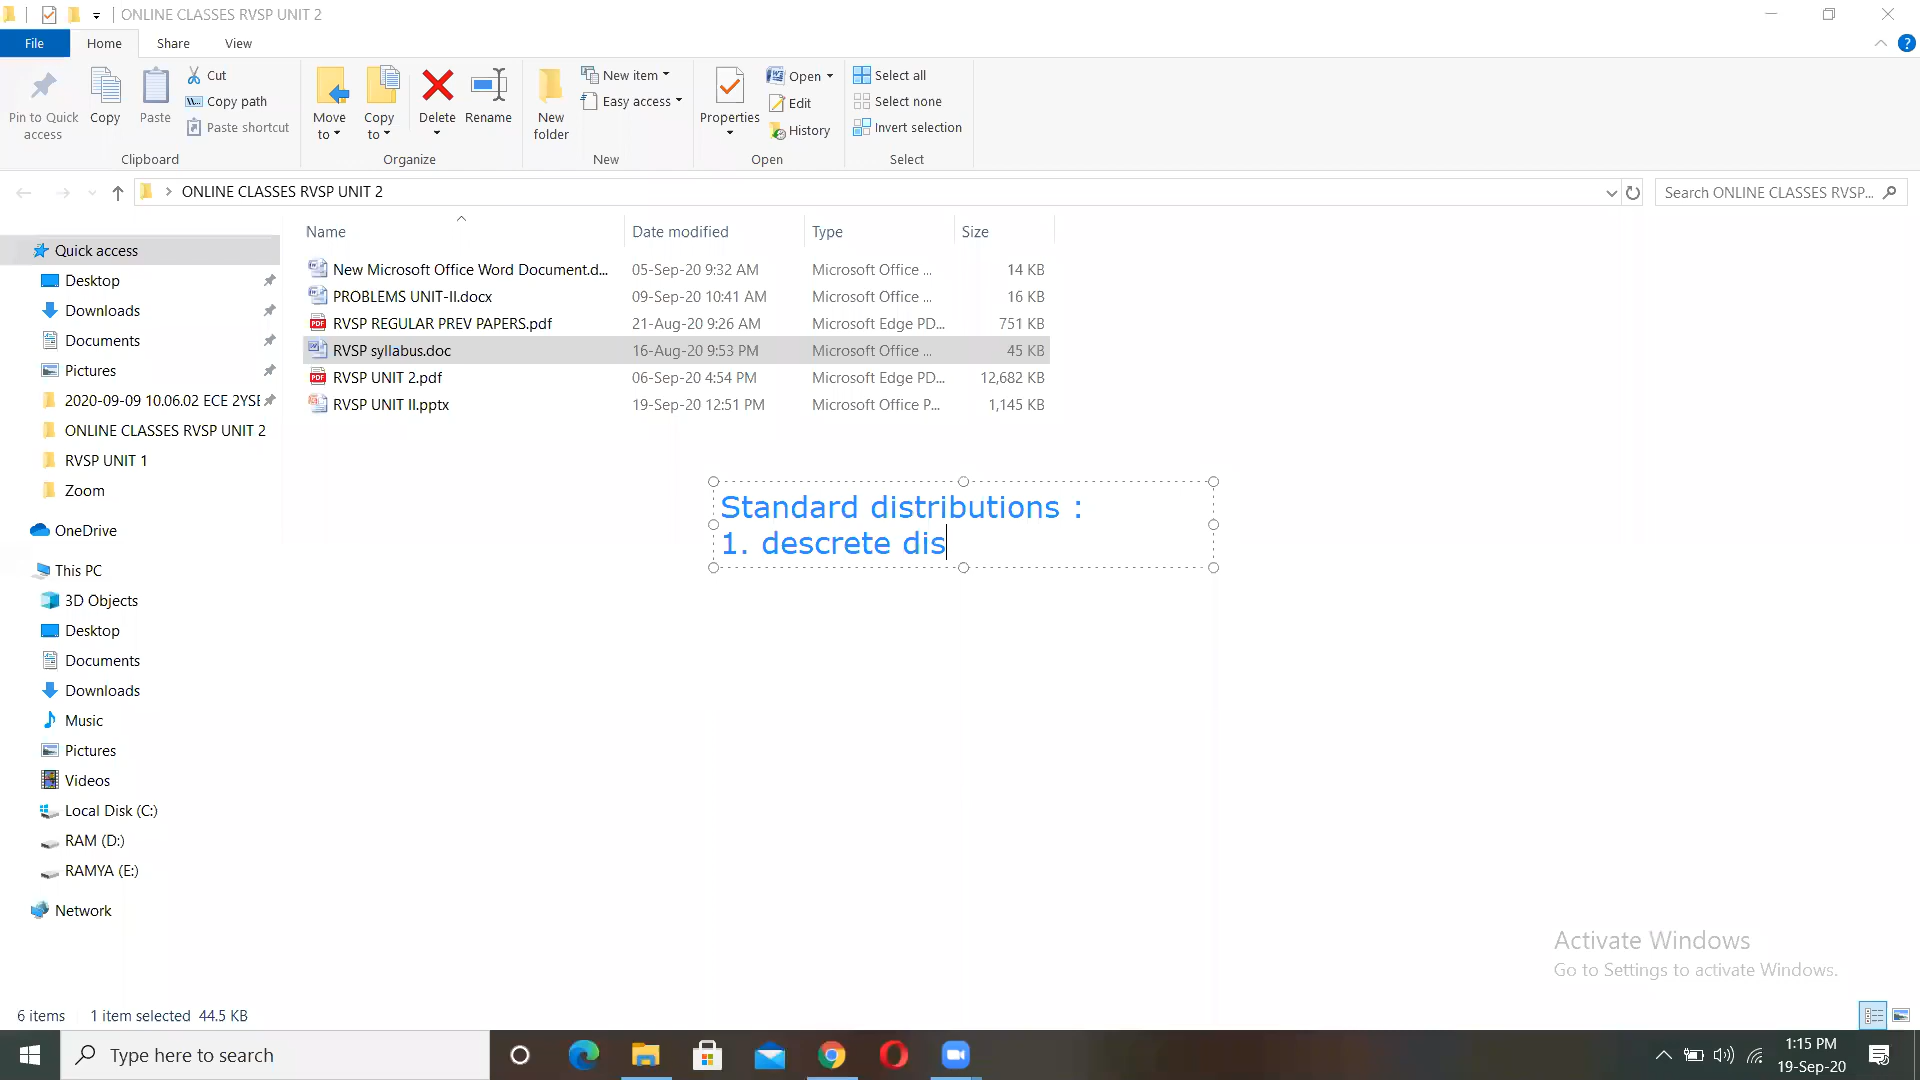 ONLINE CLASSES RVSP UNIT 2
File Home Share View
Pin to Quick access
Copy
Paste
Cut
Copy path
Paste shortcut
Clipboard
Move to
Copy to
Delete
Rename
Organize
New folder
New item
Easy access
New
Properties
Open
Edit
History
Open
Select all
Select none
Invert selection
Select
ONLINE CLASSES RVSP UNIT 2
Search ONLINE CLASSES RVSP...
Name Date modified Type Size
New Microsoft Office Word Document.d... 05-Sep-20 9:32 AM Microsoft Office ... 14 KB
PROBLEMS UNIT-II.docx 09-Sep-20 10:41 AM Microsoft Office ... 16 KB
RVSP REGULAR PREV PAPERS.pdf 21-Aug-20 9:26 AM Microsoft Edge PD... 751 KB
RVSP syllabus.doc 16-Aug-20 9:53 PM Microsoft Office ... 45 KB
RVSP UNIT 2.pdf 06-Sep-20 4:54 PM Microsoft Edge PD... 12,682 KB
RVSP UNIT II.pptx 19-Sep-20 12:51 PM Microsoft Office P... 1,145 KB
Quick access
Desktop
Downloads
Documents
Pictures
2020-09-09 10.06.02 ECE 2YSE
ONLINE CLASSES RVSP UNIT 2
RVSP UNIT 1
Zoom
OneDrive
This PC
3D Objects
Desktop
Documents
Downloads
Music
Pictures
Videos
Local Disk (C:)
RAM (D:)
RAMYA (E:)
Network
Standard distributions :
1. descrete dis
Activate Windows
Go to Settings to activate Windows.
6 items 1 item selected 44.5 KB
Type here to search
1:15 PM
19-Sep-20